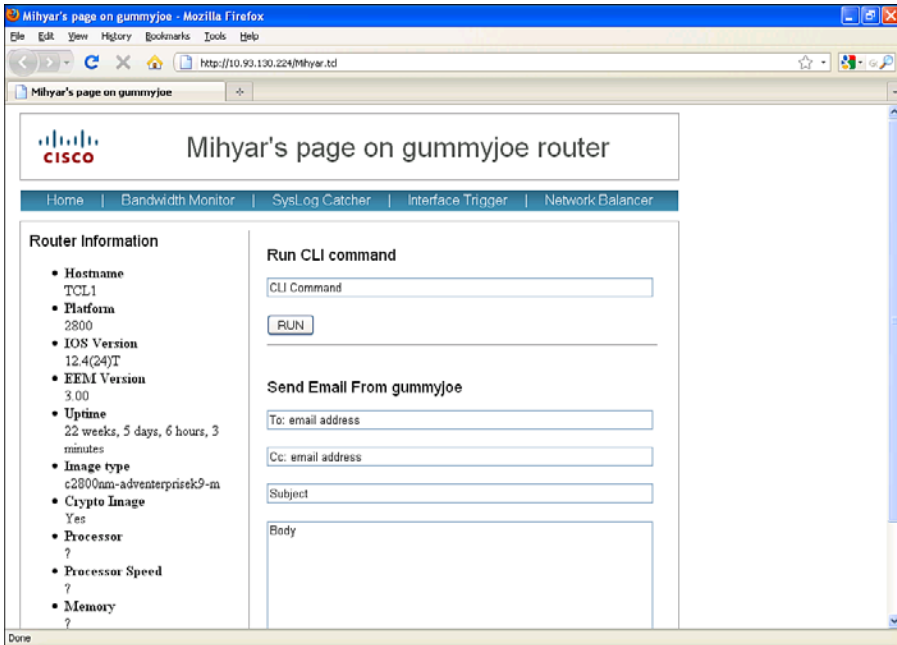 Mihyar's page on gummyjoe - Mozilla Firefox
File Edit View History Bookmarks Tools Help
http://10.93.130.224/Mihyar.tcl
Mihyar's page on gummyjoe
CISCO
Mihyar's page on gummyjoe router
Home | Bandwidth Monitor | SysLog Catcher | Interface Trigger | Network Balancer
Router Information
• Hostname
TCL1
• Platform
2800
• IOS Version
12.4(24)T
• EEM Version
3.00
• Uptime
22 weeks, 5 days, 6 hours, 3
minutes
• Image type
c2800nm-adventerprisek9-m
• Crypto Image
Yes
• Processor
?
• Processor Speed
?
• Memory
?
Run CLI command
CLI Command
RUN
Send Email From gummyjoe
To: email address
Cc: email address
Subject
Body
Done